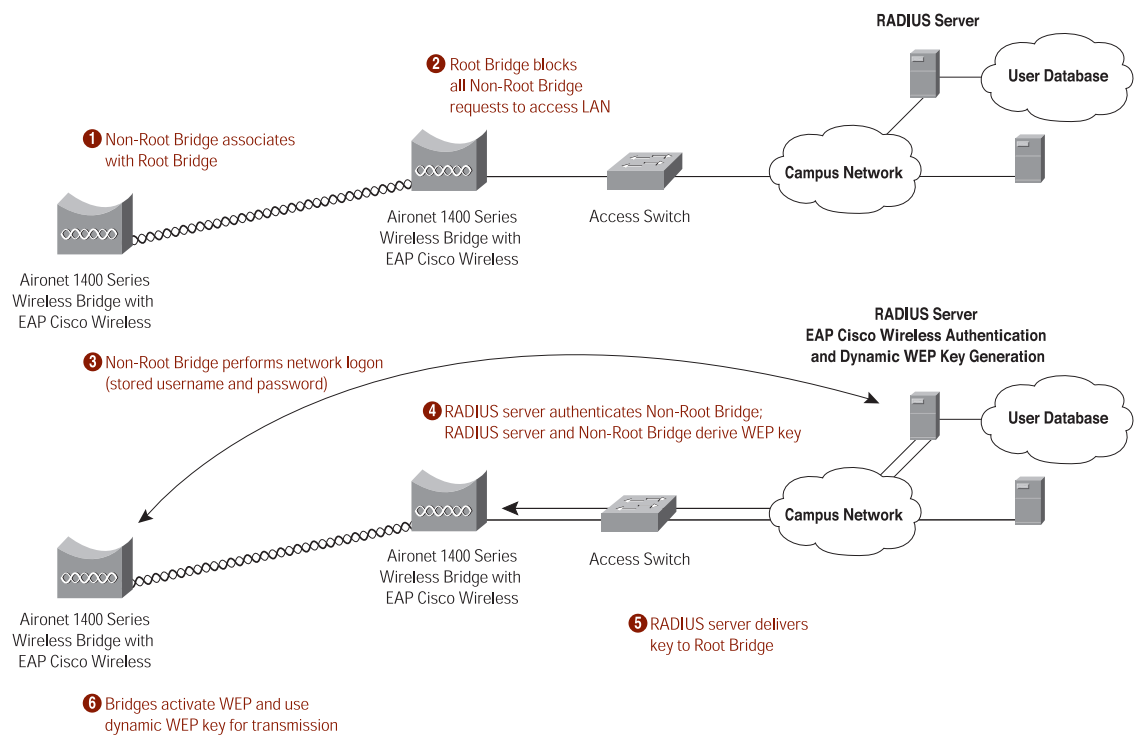 RADIUS Server
User Database
2 Root Bridge blocks
all Non-Root Bridge
requests to access LAN
1 Non-Root Bridge associates
with Root Bridge
Campus Network
Access Switch
Aironet 1400 Series
Wireless Bridge with
EAP Cisco Wireless
Aironet 1400 Series
Wireless Bridge with
EAP Cisco Wireless
RADIUS Server
EAP Cisco Wireless Authentication
and Dynamic WEP Key Generation
3 Non-Root Bridge performs network logon
(stored username and password)
4 RADIUS server authenticates Non-Root Bridge;
RADIUS server and Non-Root Bridge derive WEP key
User Database
Campus Network
Access Switch
Aironet 1400 Series
Wireless Bridge with
EAP Cisco Wireless
Aironet 1400 Series
Wireless Bridge with
EAP Cisco Wireless
5 RADIUS server delivers
key to Root Bridge
6 Bridges activate WEP and use
dynamic WEP key for transmission